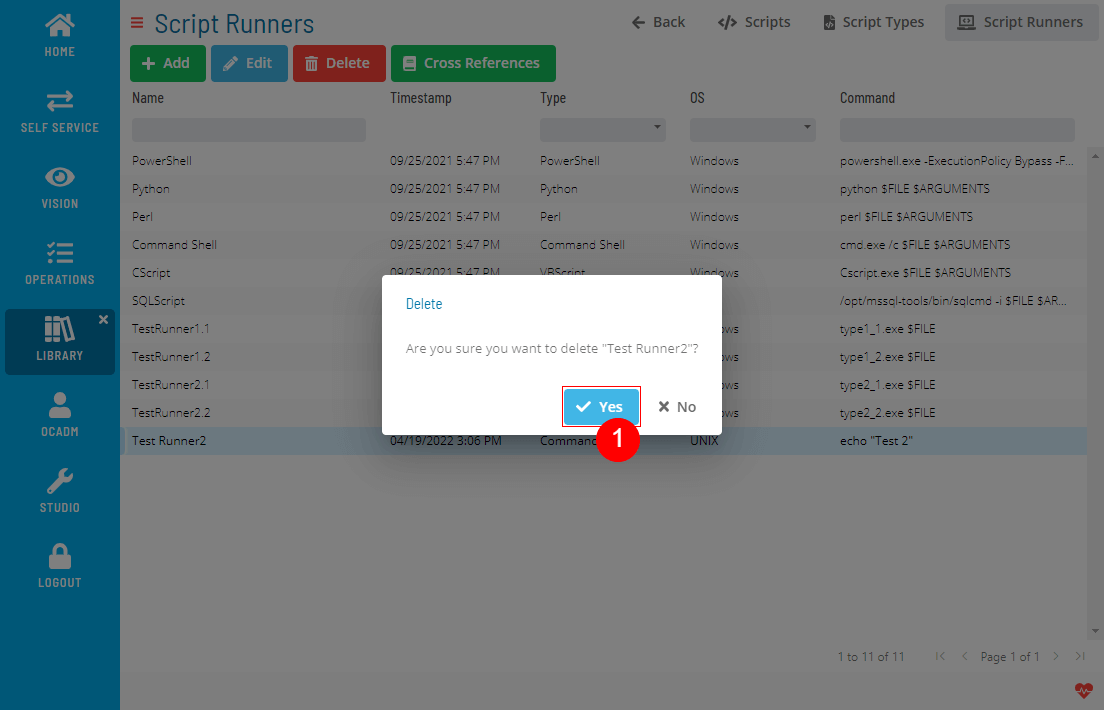 HOME
SELF SERVICE
VISION
OPERATIONS
LIBRARY
OCADM
STUDIO
LOGOUT
Script Runners
Back Scripts Script Types Script Runners
Add Edit Delete Cross References
Name Timestamp Type OS Command
PowerShell 09/25/2021 5:47 PM PowerShell Windows powershell.exe -ExecutionPolicy Bypass -F...
Python 09/25/2021 5:47 PM Python Windows python $FILE $ARGUMENTS
Perl 09/25/2021 5:47 PM Perl Windows perl $FILE $ARGUMENTS
Command Shell 09/25/2021 5:47 PM Command Shell Windows cmd.exe /c $FILE $ARGUMENTS
CScript 09/25/2021 5:47 PM VBScript Windows Cscript.exe $FILE $ARGUMENTS
SQLScript /opt/mssql-tools/bin/sqlcmd -i $FILE $AR...
TestRunner1.1 type1_1.exe $FILE
TestRunner1.2 type1_2.exe $FILE
TestRunner2.1 type2_1.exe $FILE
TestRunner2.2 type2_2.exe $FILE
Test Runner2 04/19/2022 3:06 PM UNIX echo "Test 2"
Delete
Are you sure you want to delete "Test Runner2"?
Yes No
1
1 to 11 of 11 Page 1 of 1